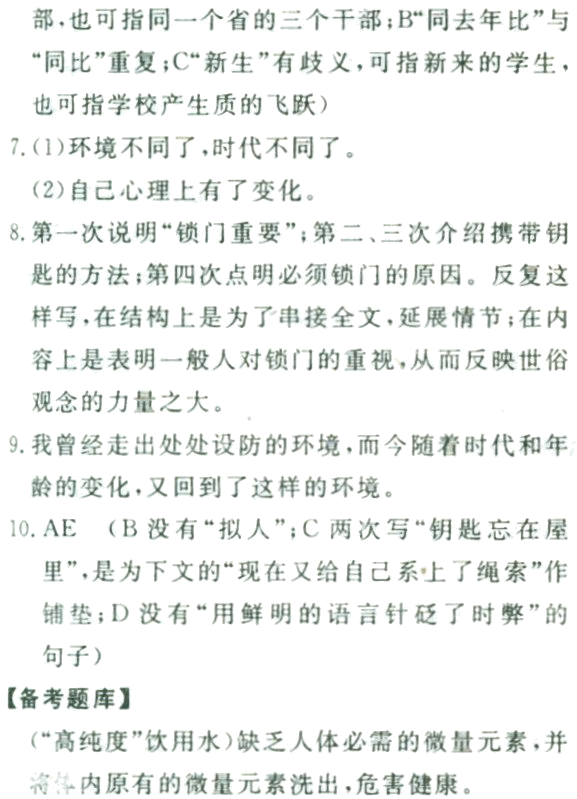 部,也可指同一个省的三个干部;B“同去年比”与
“同比”重复;C“新生”有歧义,可指新来的学生,
也可指学校产生质的飞跃)
7.(1)环境不同了,时代不同了。
(2)自己心理上有了变化。
8.第一次说明“锁门重要”;第二、三次介绍携带钥
匙的方法;第四次点明必须锁门的原因。反复这
样写,在结构上是为了串接全文,延展情节;在内
容上是表明一般人对锁门的重视,从而反映世俗
观念的力量之大。
9.我曾经走出处处设防的环境,而今随着时代和年
龄的变化,又回到了这样的环境。
10.AE (B没有“拟人”;C两次写“钥匙忘在屋
里”,是为下文的“现在又给自己系上了绳索”作
铺垫;D没有“用鲜明的语言针砭了时弊”的
句子)
【备考题库】
(“高纯度”饮用水)缺乏人体必需的微量元素,并
将体内原有的微量元素洗出,危害健康。